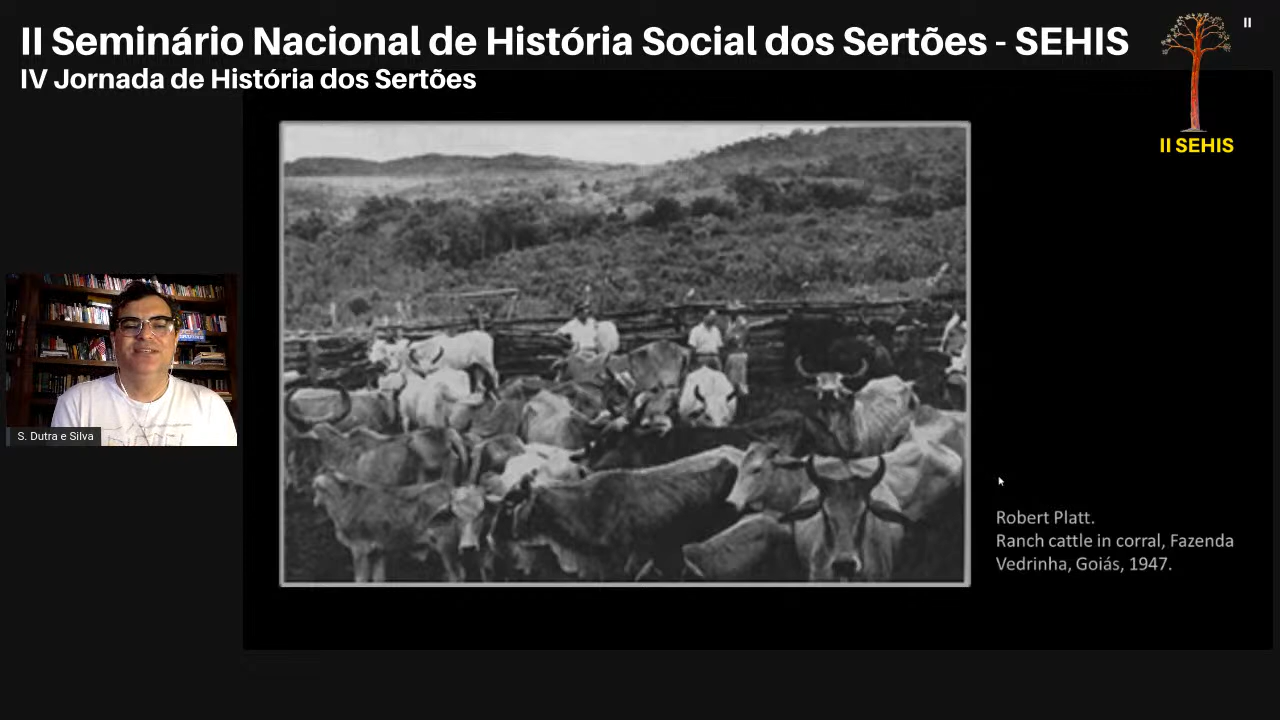 II Seminário Nacional de História Social dos Sertões - SEHIS
IV Jornada de História dos Sertões
II
II SEHIS
S. Dutra e Silva
Robert Platt.
Ranch cattle in corral, Fazenda
Vedrinha, Goiás, 1947.